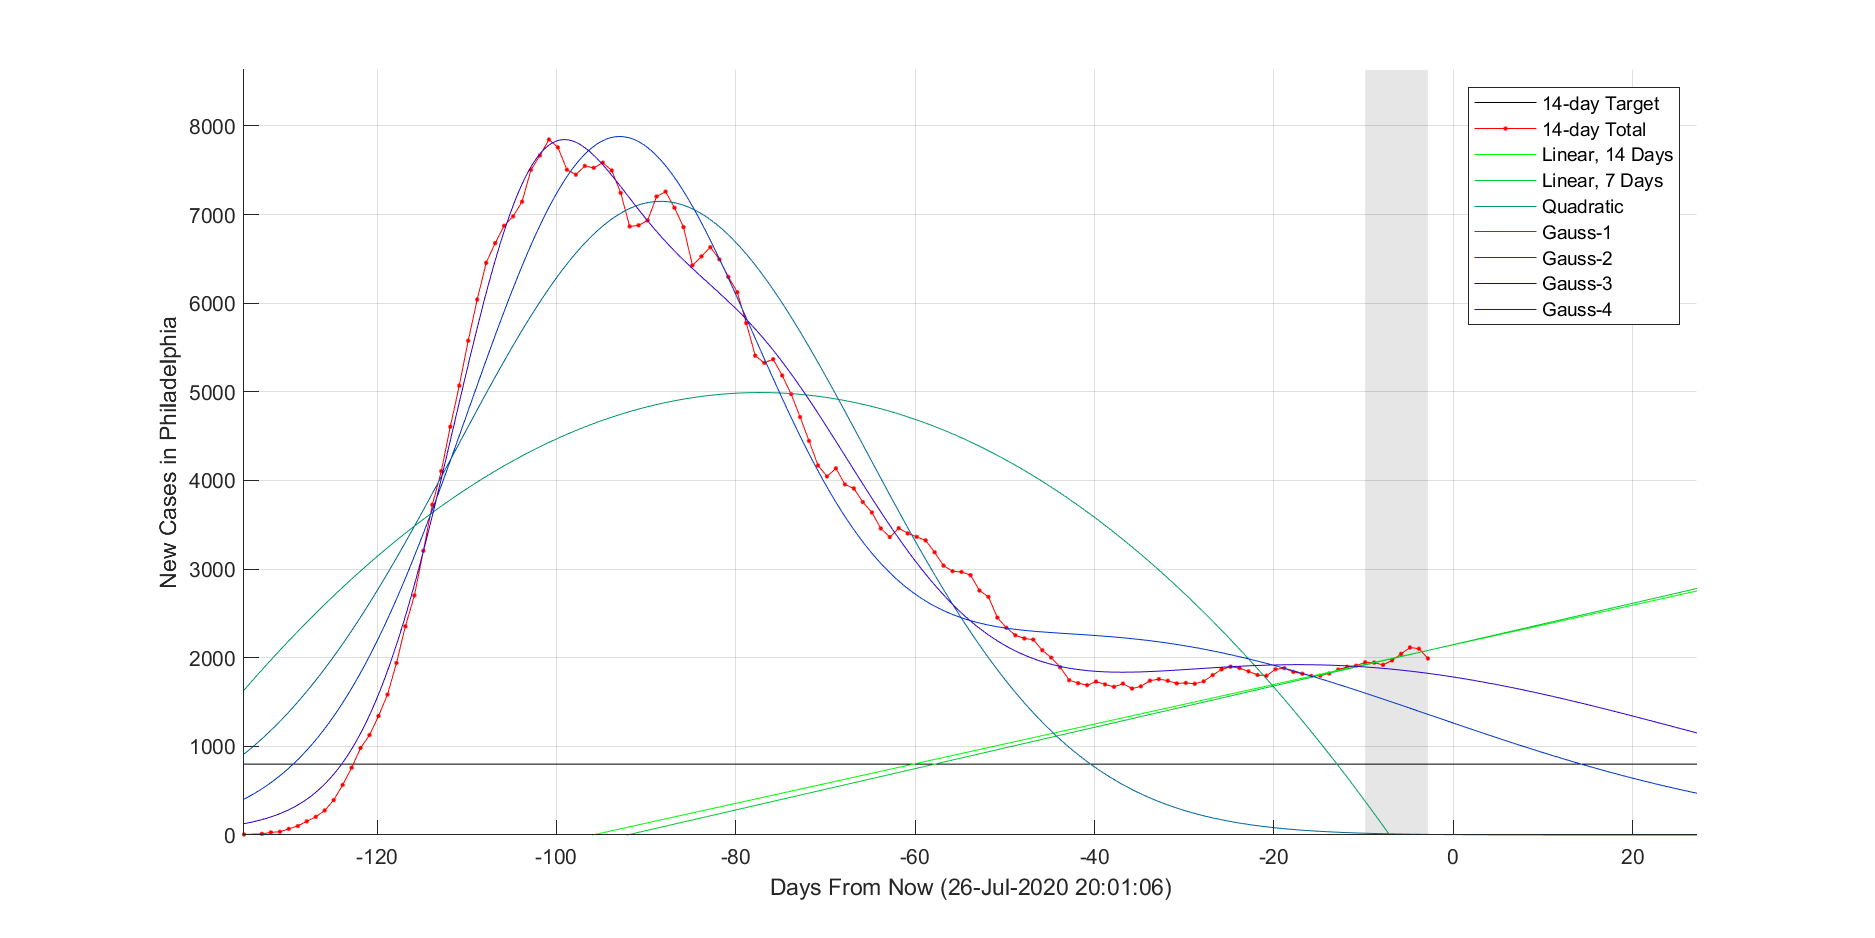 14-day Target
14-day Total
Linear, 14 Days
Linear, 7 Days
Quadratic
Gauss-1
Gauss-2
Gauss-3
Gauss-4
8000
7000
6000
5000
4000
3000
2000
1000
0
New Cases in Philadelphia
-120 -100 -80 -60 -40 -20 0 20
Days From Now (26-Jul-2020 20:01:06)